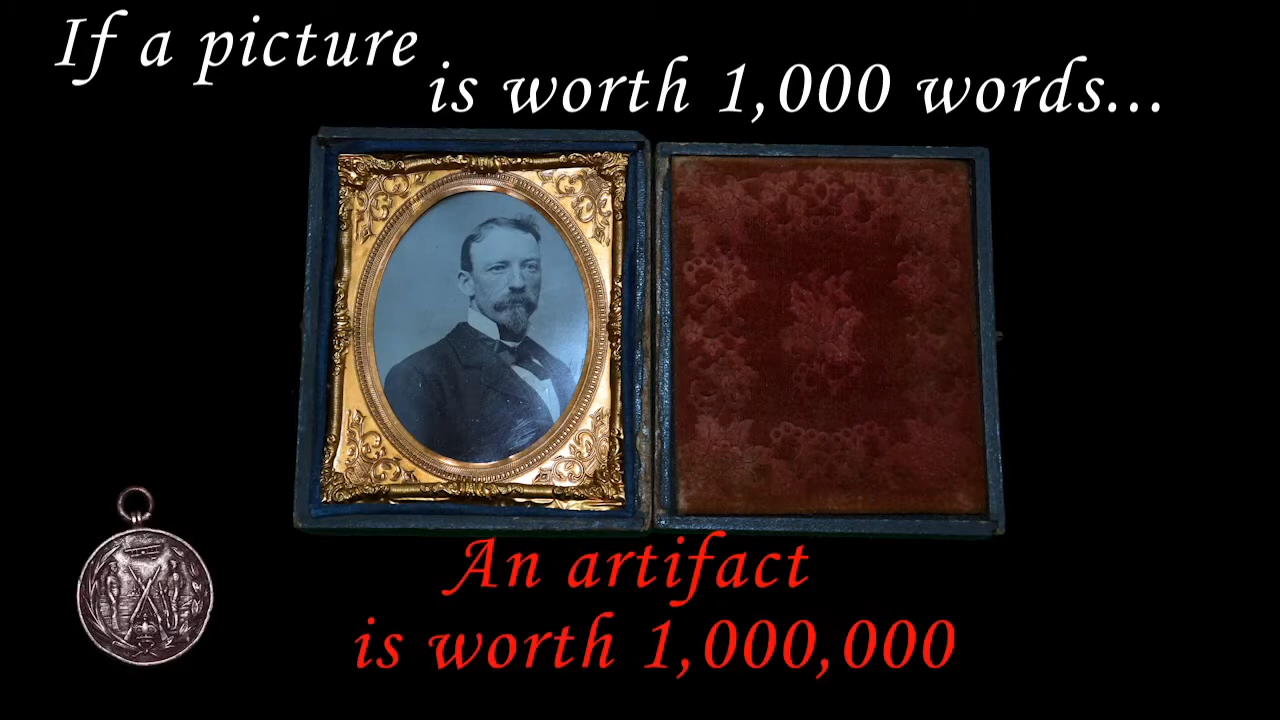 If a picture
is worth 1,000 words...
An artifact
is worth 1,000,000